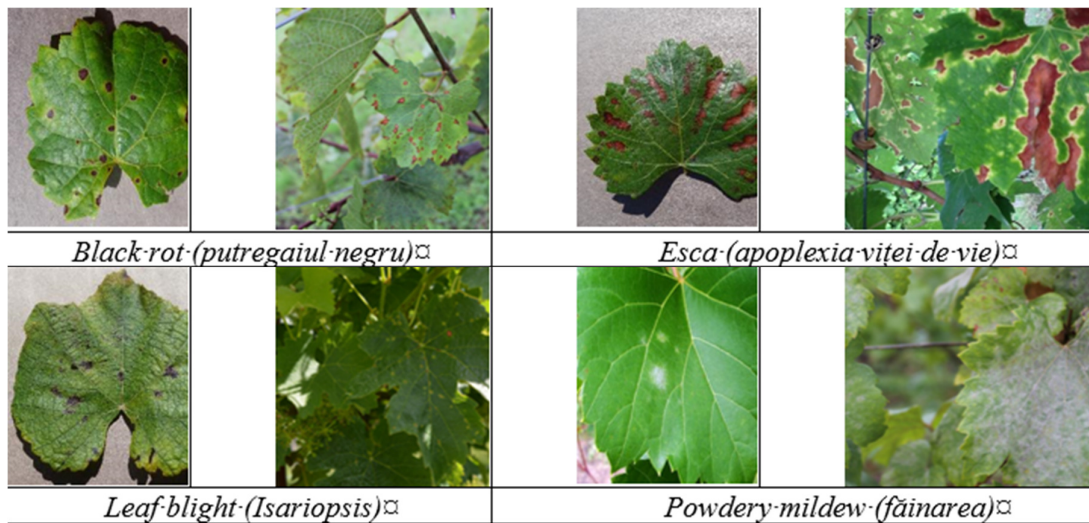 Black·rot·(putregaiul·negru)¤
Esca·(apoplexia·viței·de·vie)¤
Leaf·blight·(Isariopsis)¤
Powdery·mildew·(făinarea)¤